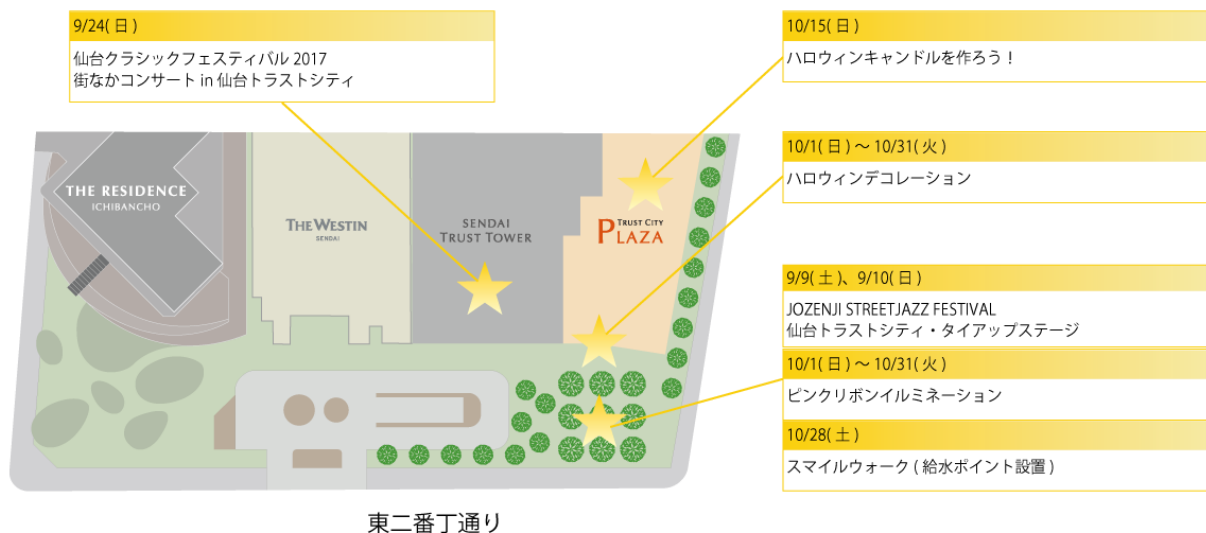 9/24( 日 )
仙台クラシックフェスティバル 2017
街なかコンサート in 仙台トラストシティ
10/15( 日 )
ハロウィンキャンドルを作ろう！
10/1( 日 ) ～ 10/31( 火 )
ハロウィンデコレーション
9/9( 土 )、9/10( 日 )
JOZENJI STREETJAZZ FESTIVAL
仙台トラストシティ・タイアップステージ
10/1( 日 ) ～ 10/31( 火 )
ピンクリボンイルミネーション
10/28( 土 )
スマイルウォーク ( 給水ポイント設置 )
THE RESIDENCE
ICHIBANCHO
THE WESTIN
SENDAI
SENDAI
TRUST TOWER
TRUST CITY
PLAZA
東二番丁通り